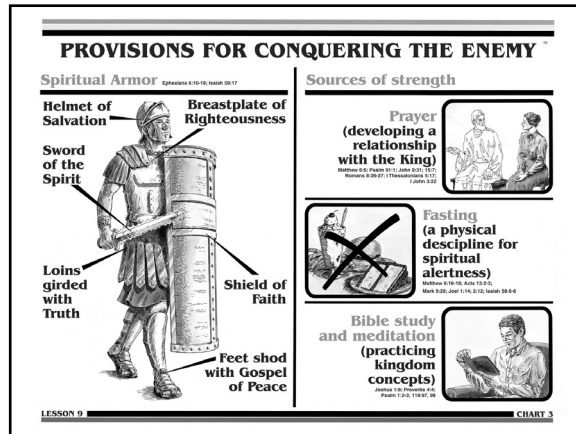 PROVISIONS FOR CONQUERING THE ENEMY
Spiritual Armor Ephesians 6:10-18; Isaiah 59:17
Helmet of
Salvation
Breastplate of
Righteousness
Sword
of the
Spirit
Loins
girded
with
Truth
Shield of
Faith
Feet shod
with Gospel
of Peace
Sources of strength
Prayer
(developing a
relationship
with the King)
Matthew 6:6; Psalm 91:1; John 9:31; 15:7;
Romans 8:26-27; I Thessalonians 5:17;
I John 3:22
Fasting
(a physical
descipline for
spiritual
alertness)
Matthew 6:16-18; Acts 13:2-3;
Mark 9:29; Joel 1:14; 2:12; Isaiah 58:6-8
Bible study
and meditation
(practicing
kingdom
concepts)
Joshua 1:8; Proverbs 4:4;
Psalm 1:2-3; 119:97, 99
LESSON 9
CHART 3